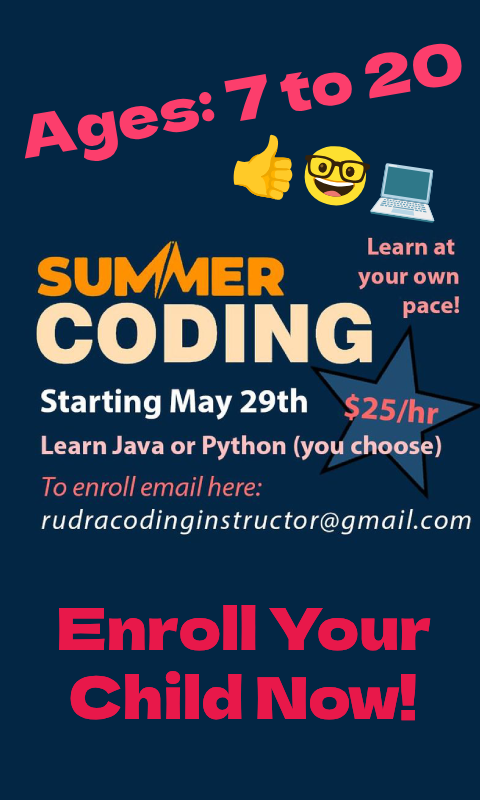 Ages: 7 to 20
Learn at
your own
pace!
SUMMER
CODING
Starting May 29th
$25/hr
Learn Java or Python (you choose)
To enroll email here:
rudracodinginstructor@gmail.com
Enroll Your
Child Now!